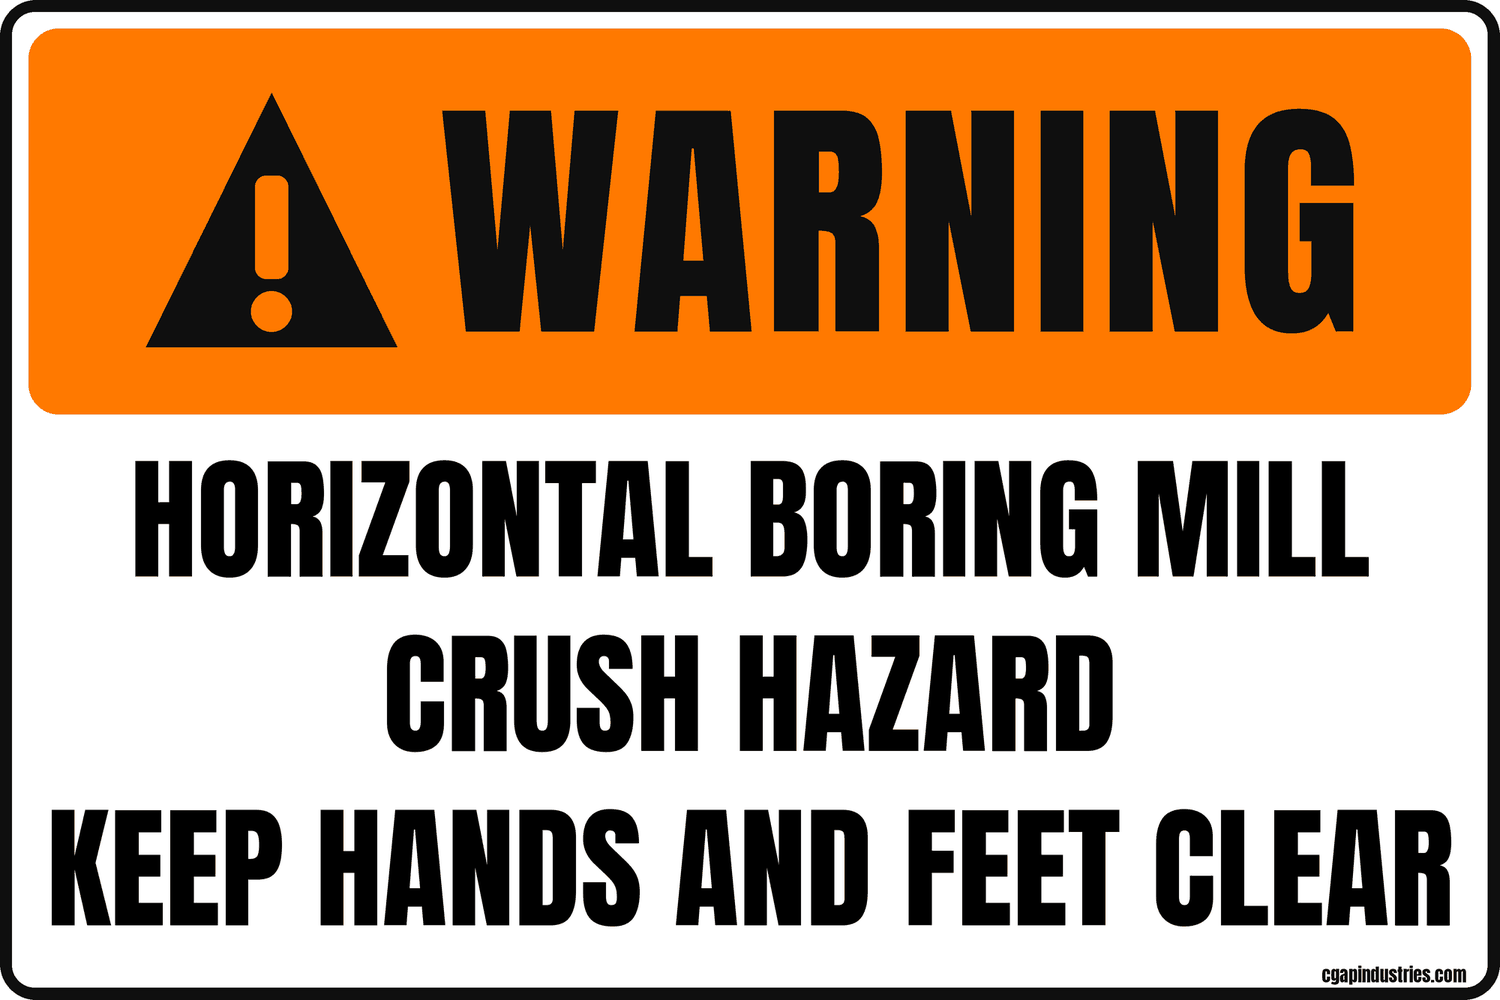 WARNING
HORIZONTAL BORING MILL
CRUSH HAZARD
KEEP HANDS AND FEET CLEAR
cgapindustries.com